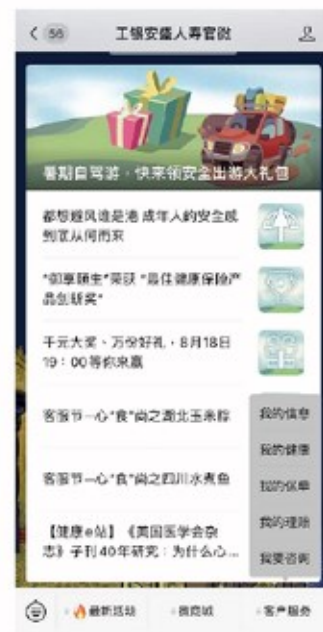 56
工银安盛人寿官微
暑期自驾游·快来领安全出游大礼包
都想避风谁是港 成年人的安全感
到底从何而来
“御享颐生”荣获“最佳健康保险产
品创新奖”
千元大奖、万份好礼·8月18日
19：00等你来赢
客服节—心“食”尚之湖北玉米粽
客服节—心“食”尚之四川水煮鱼
【健康e站】《美国医学会杂
志》子刊40年研究：为什么心...
我的信息
我的健康
我的保单
我的理赔
我要咨询
最新活动
微商城
客户服务